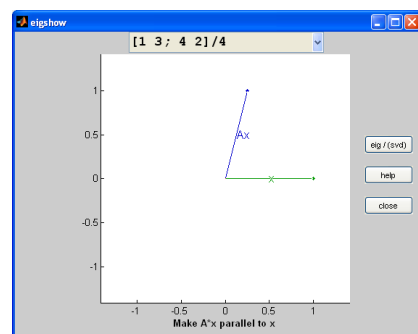 eigshow
[1 3; 4 2]/4
1
0.5
0
-0.5
-1
Ax
x
eig / (svd)
help
close
-1
-0.5
0
0.5
1
Make A*x parallel to x